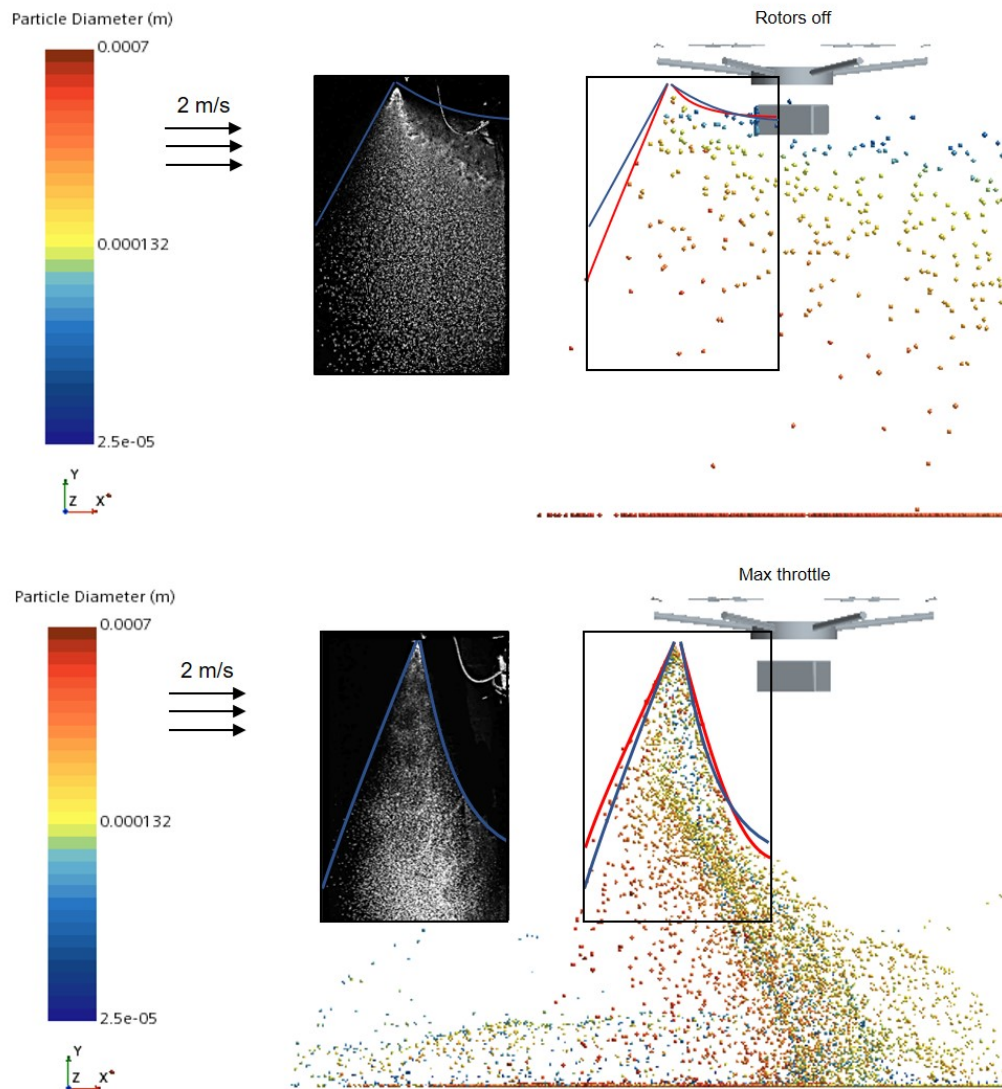 Particle Diameter (m)
0.0007
2 m/s
0.000132
2.5e-05
Y
Z
X
Rotors off
Particle Diameter (m)
0.0007
2 m/s
0.000132
2.5e-05
Y
Z
X
Max throttle